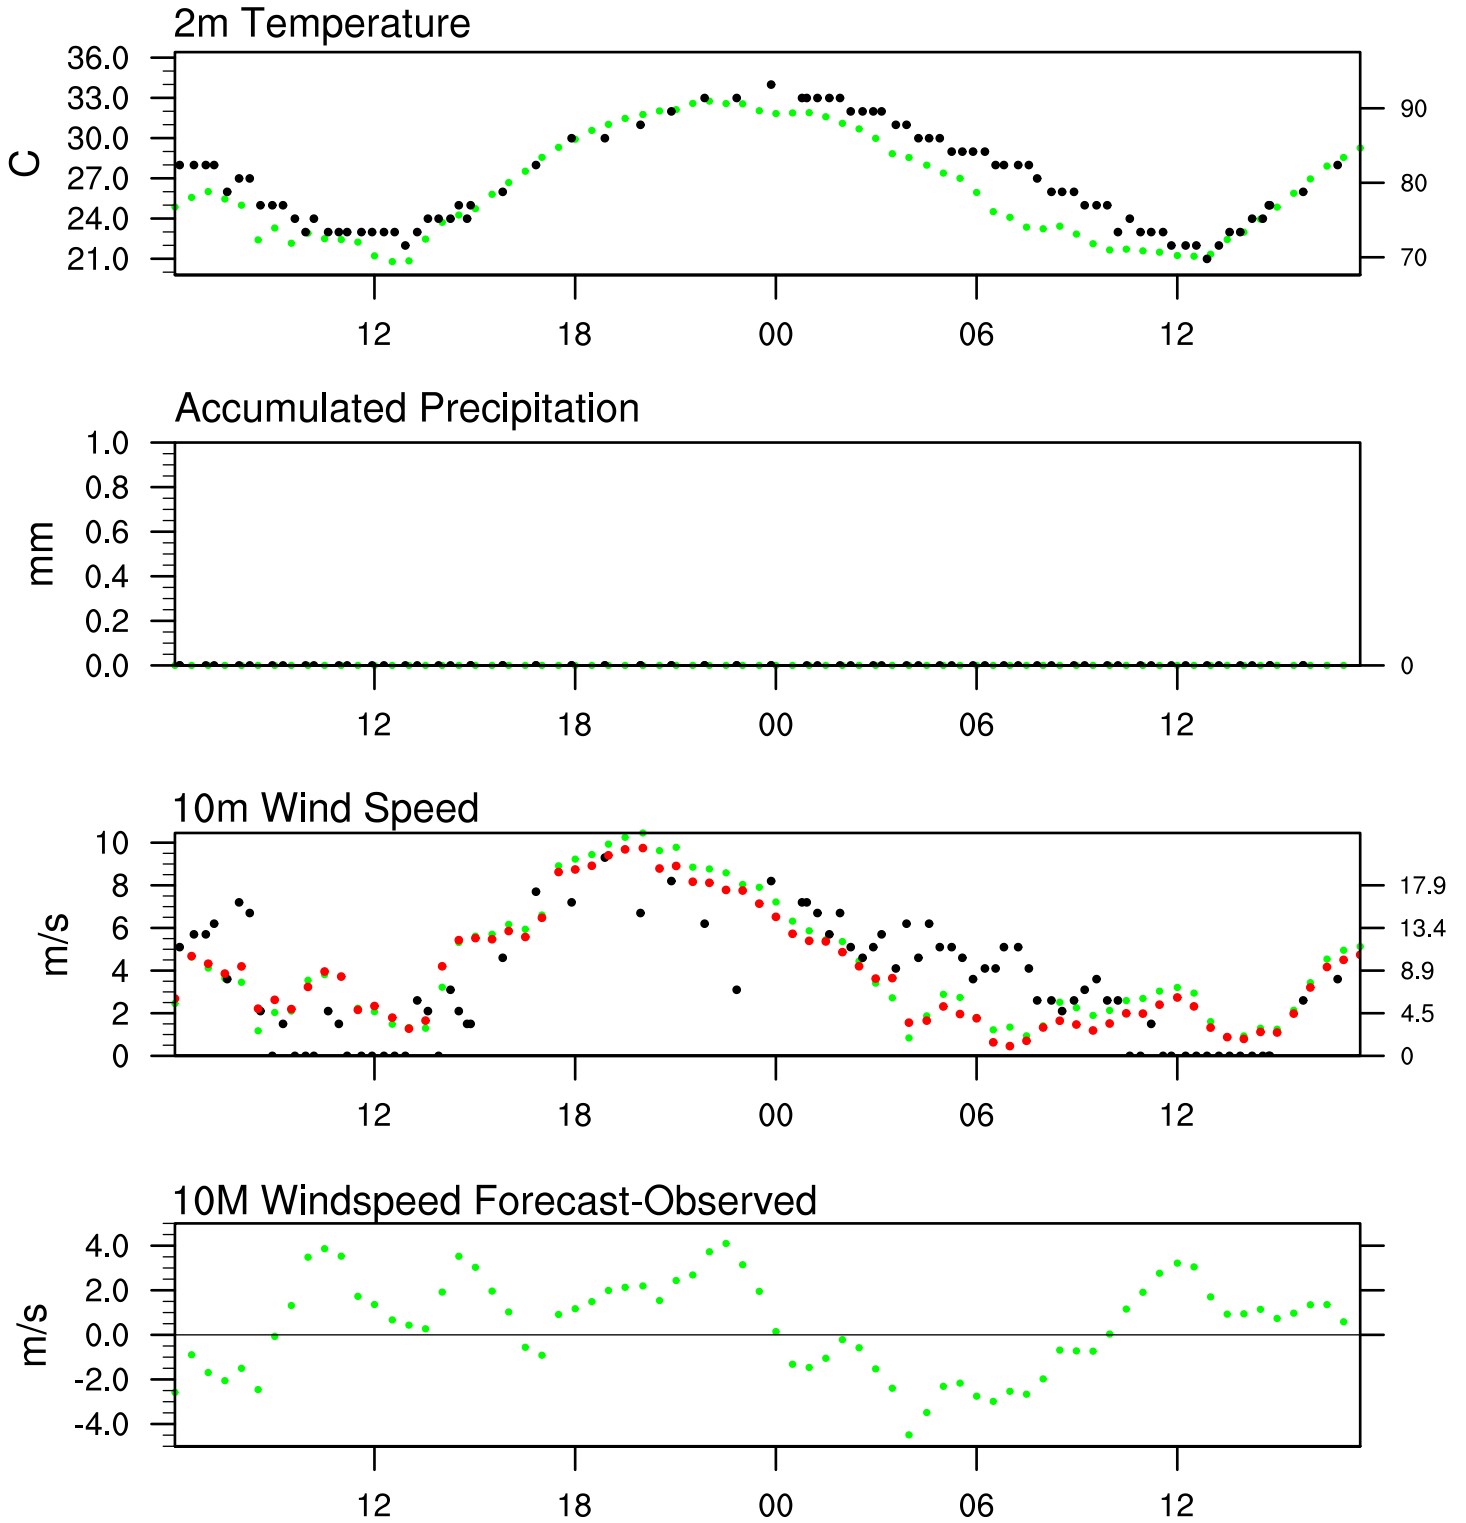 2m Temperature
36.0
33.0
30.0
27.0
24.0
21.0
C
90
80
70
12 18 00 06 12
Accumulated Precipitation
1.0
0.8
0.6
0.4
0.2
0.0
mm
0
12 18 00 06 12
10m Wind Speed
10
8
6
4
2
0
m/s
17.9
13.4
8.9
4.5
0
12 18 00 06 12
10M Windspeed Forecast-Observed
4.0
2.0
0.0
-2.0
-4.0
m/s
12 18 00 06 12